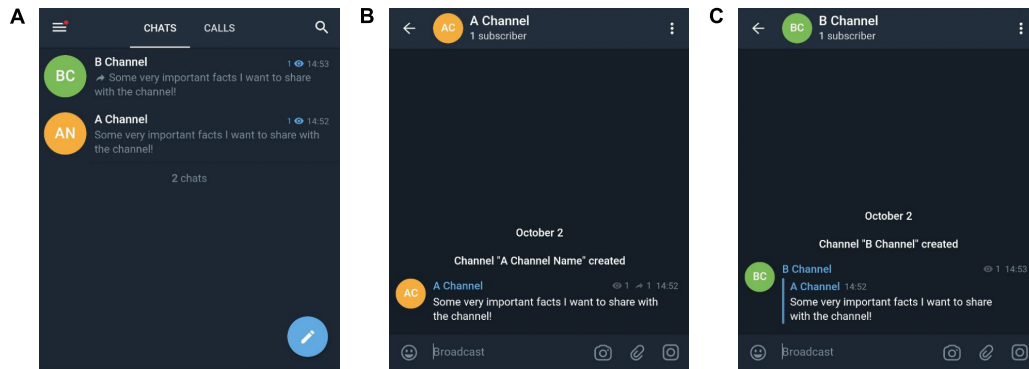 A
CHATS CALLS
BC
B Channel 1 14:53
Some very important facts I want to share
with the channel!
AN
A Channel 1 14:52
Some very important facts I want to share with
the channel!
2 chats
B
AC
A Channel
1 subscriber
October 2
Channel "A Channel Name" created
AC
A Channel 1 1 14:52
Some very important facts I want to share with
the channel!
Broadcast
C
BC
B Channel
1 subscriber
October 2
Channel "B Channel" created
BC
B Channel 1 14:53
A Channel 14:52
Some very important facts I want to share
with the channel!
Broadcast